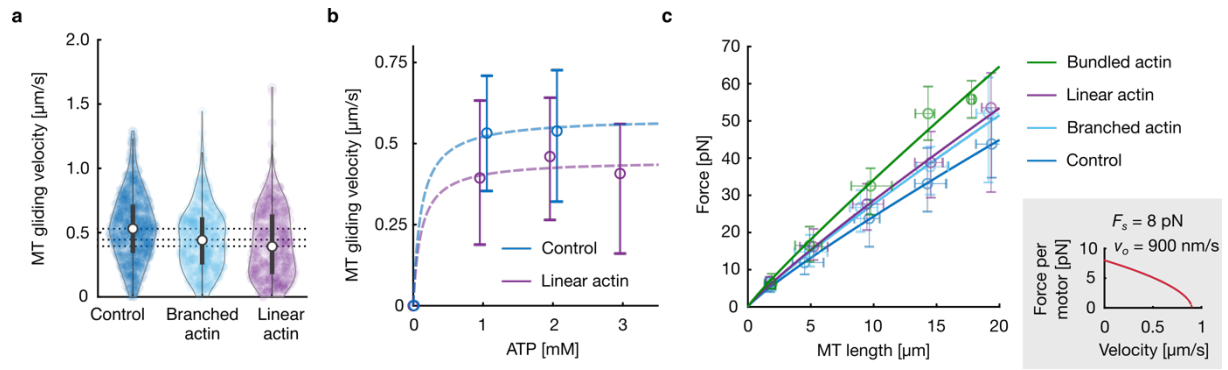 a
MT gliding velocity [µm/s]
2.0
1.5
1.0
0.5
0
Control
Branched
actin
Linear
actin
b
MT gliding velocity [µm/s]
0.75
0.5
0.25
0
0
1
2
3
ATP [mM]
Control
Linear actin
c
Force [pN]
70
60
50
40
30
20
10
0
0
5
10
15
20
MT length [µm]
Bundled actin
Linear actin
Branched actin
Control
Fs = 8 pN
vo = 900 nm/s
Force per
motor [pN]
10
5
0
0
0.5
1
Velocity [µm/s]